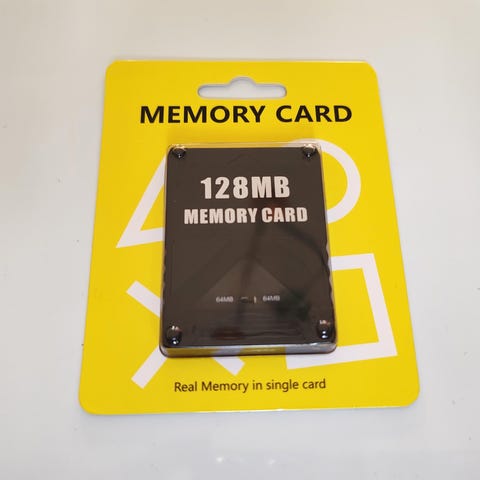 MEMORY CARD
128MB
MEMORY CARD
64MB 64MB
Real Memory in single card